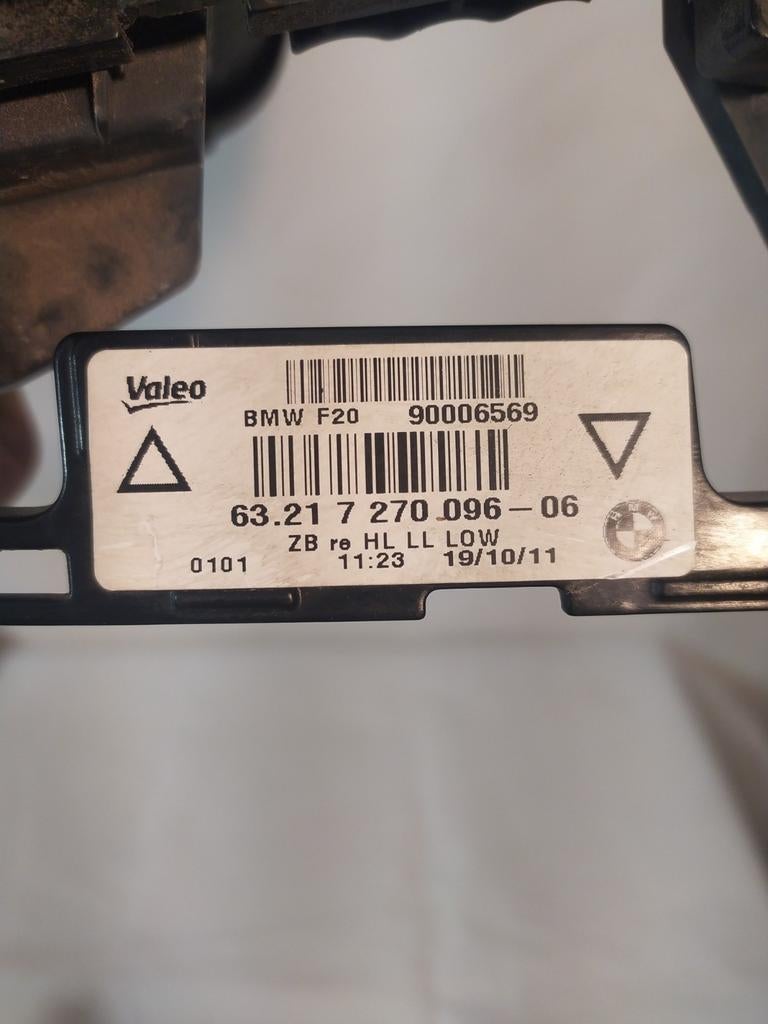 Valeo
BMW F20 90006569
63.21 7 270 096-06
BMW
ZB re HL LL LOW
0101 11:23 19/10/11